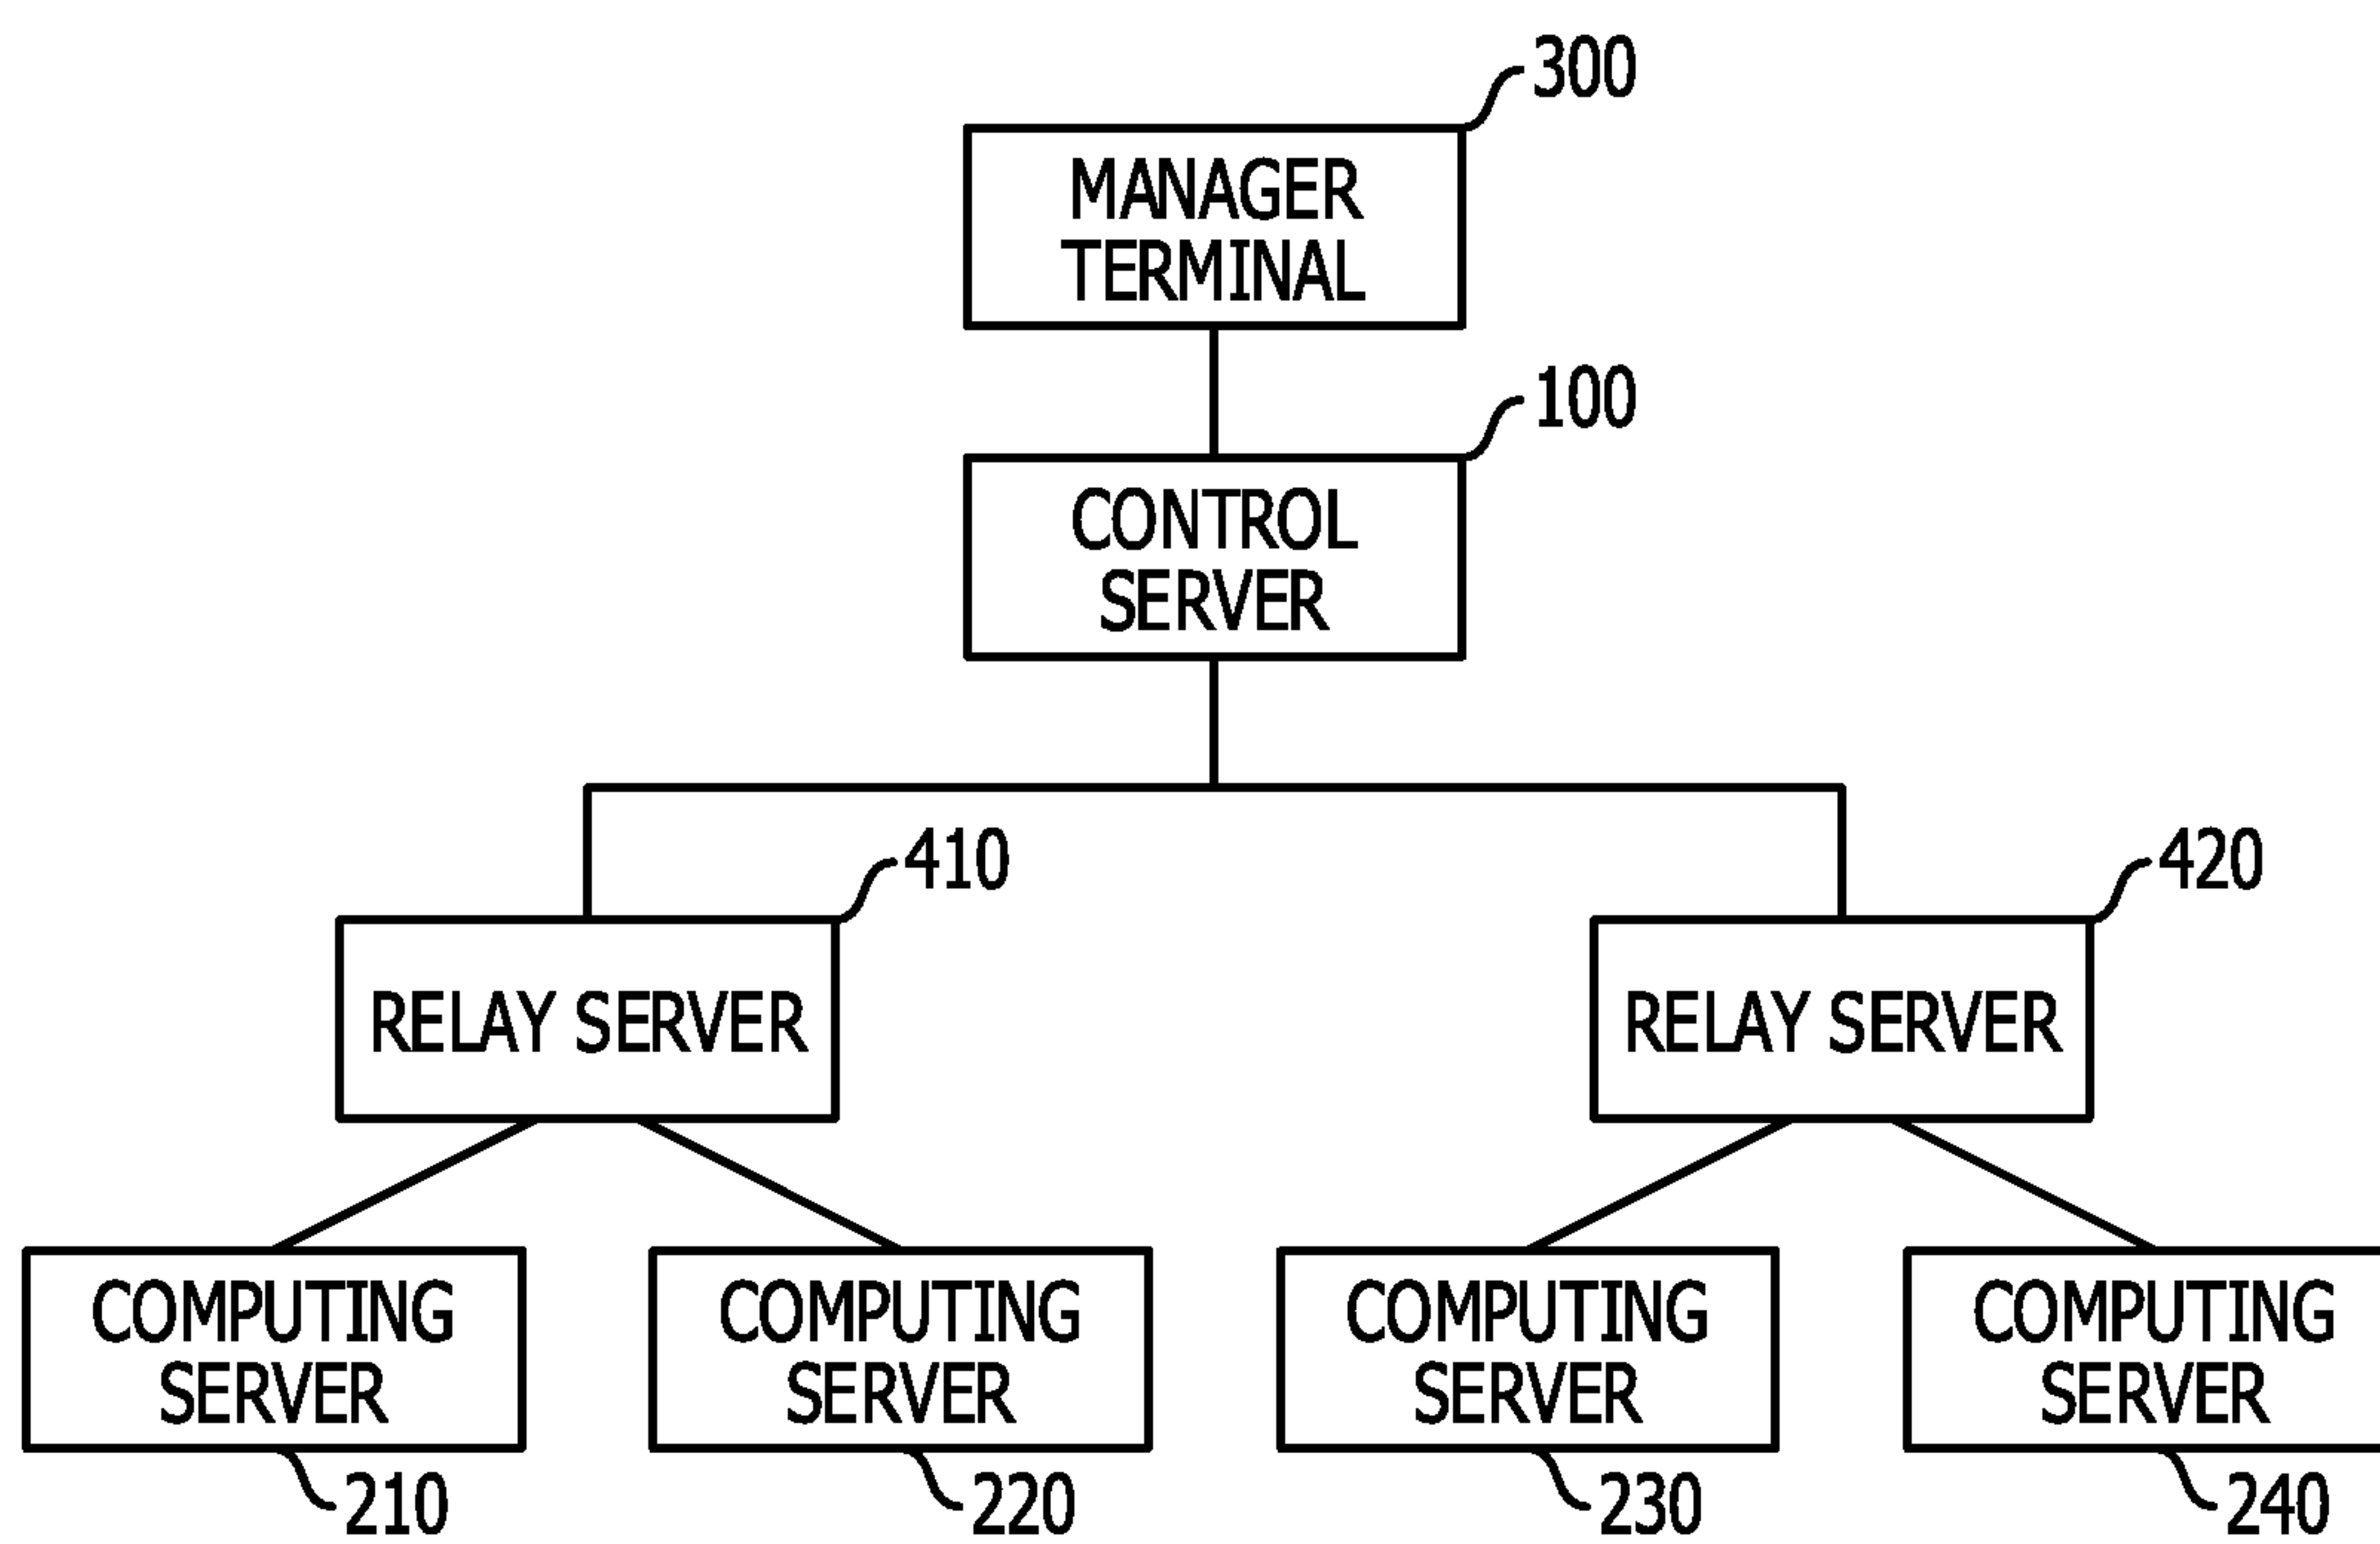 300
MANAGER
TERMINAL
100
CONTROL
SERVER
410
420
RELAY SERVER
RELAY SERVER
COMPUTING
SERVER
COMPUTING
SERVER
COMPUTING
SERVER
COMPUTING
SERVER
210
220
230
240